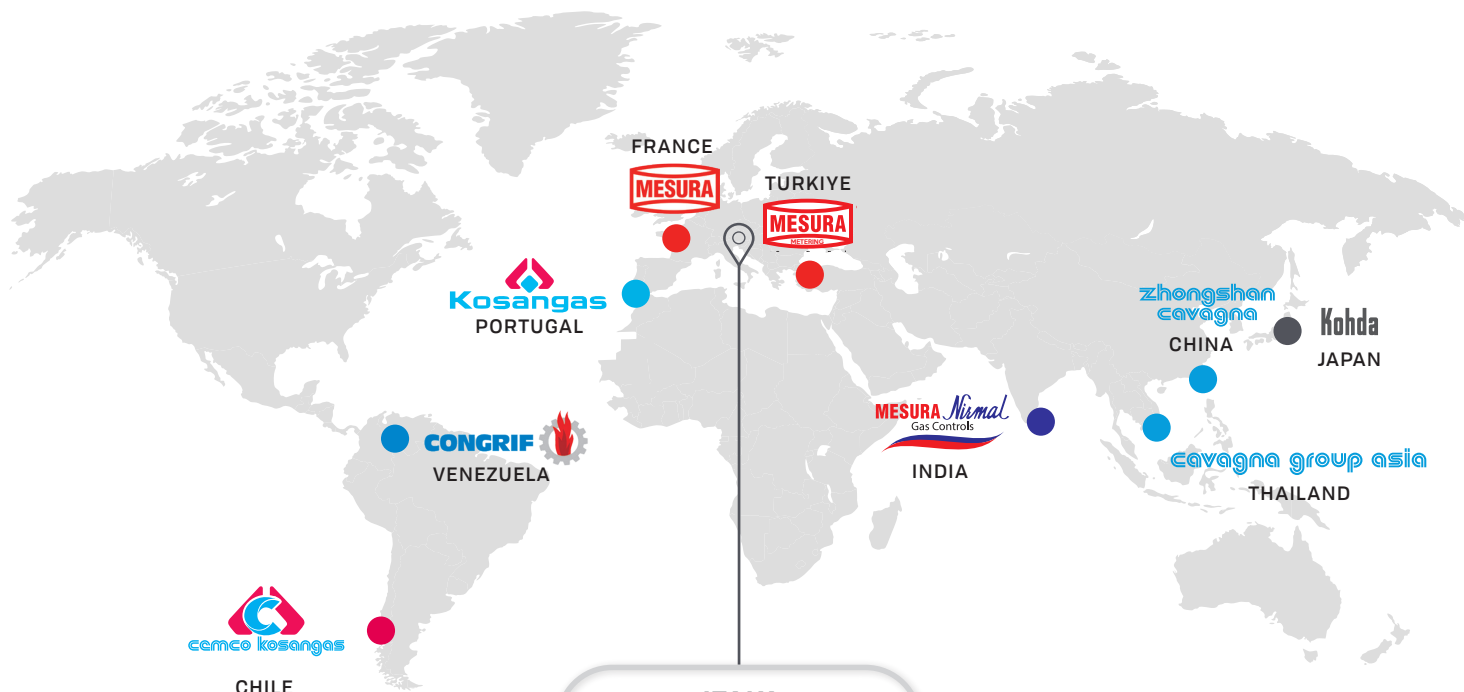 FRANCE
MESURA
TURKIYE
MESURA
METERING
Kosangas
PORTUGAL
zhongshan
cavagna
CHINA
Kohda
JAPAN
MESURA Nirmal
Gas Controls
INDIA
CONGRIF
VENEZUELA
cavagna group asia
THAILAND
cemco kosangas
CHILE